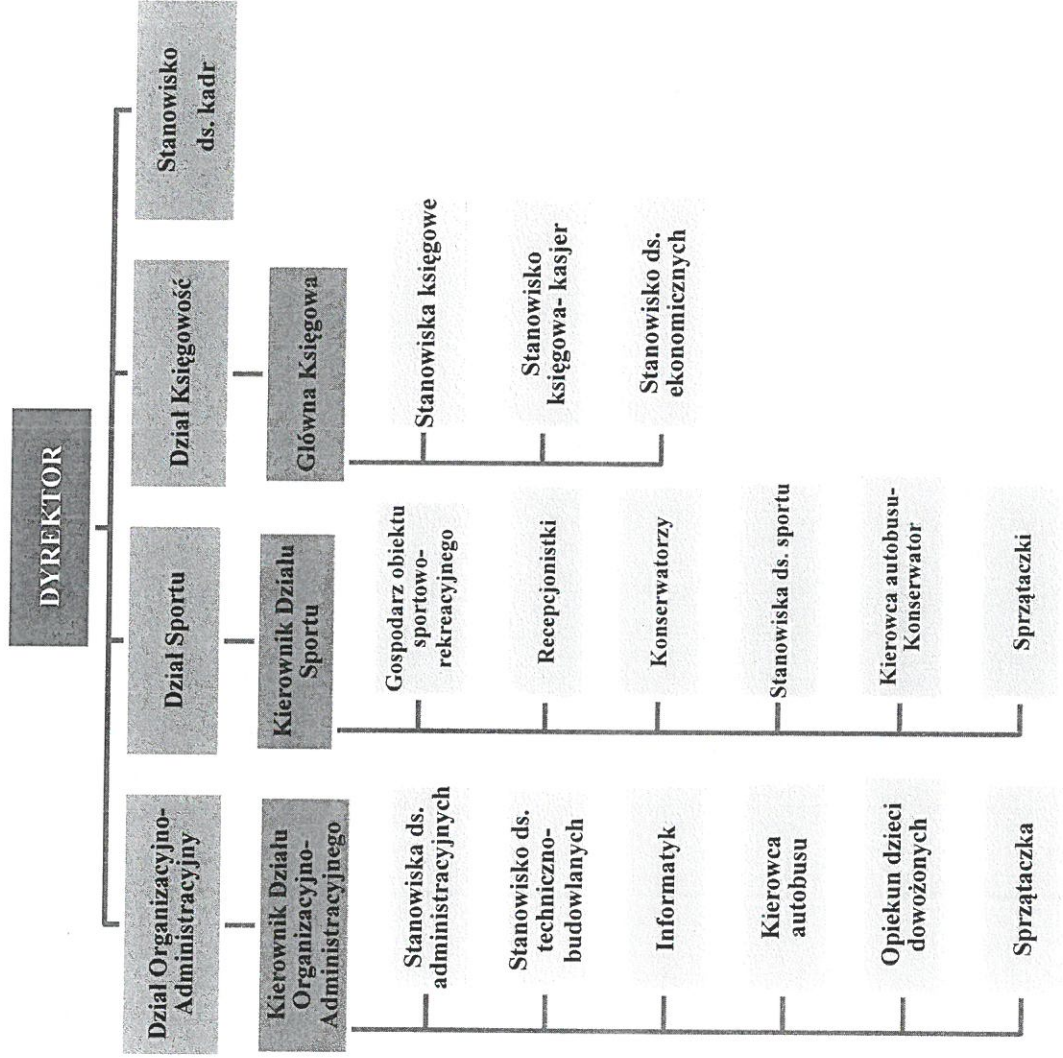 DYREKTOR
Dział Organizacyjno-
Administracyjny
Dział Sportu
Dział Księgowość
Stanowisko
ds. kadr
Kierownik Działu
Organizacyjno-
Administracyjnego
Kierownik Działu
Sportu
Główna Księgowa
Stanowiska ds.
administracyjnych
Stanowisko ds.
techniczno-
budowlanych
Informatyk
Kierowca
autobusu
Opiekun dzieci
dowożonych
Sprzątaczka
Gospodarz obiektu
sportowo-
rekreacyjnego
Recepcjonistki
Konserwatorzy
Stanowiska ds. sportu
Kierowca autobusu-
Konserwator
Sprzątaczki
Stanowiska księgowe
Stanowisko
księgowa- kasjer
Stanowisko ds.
ekonomicznych